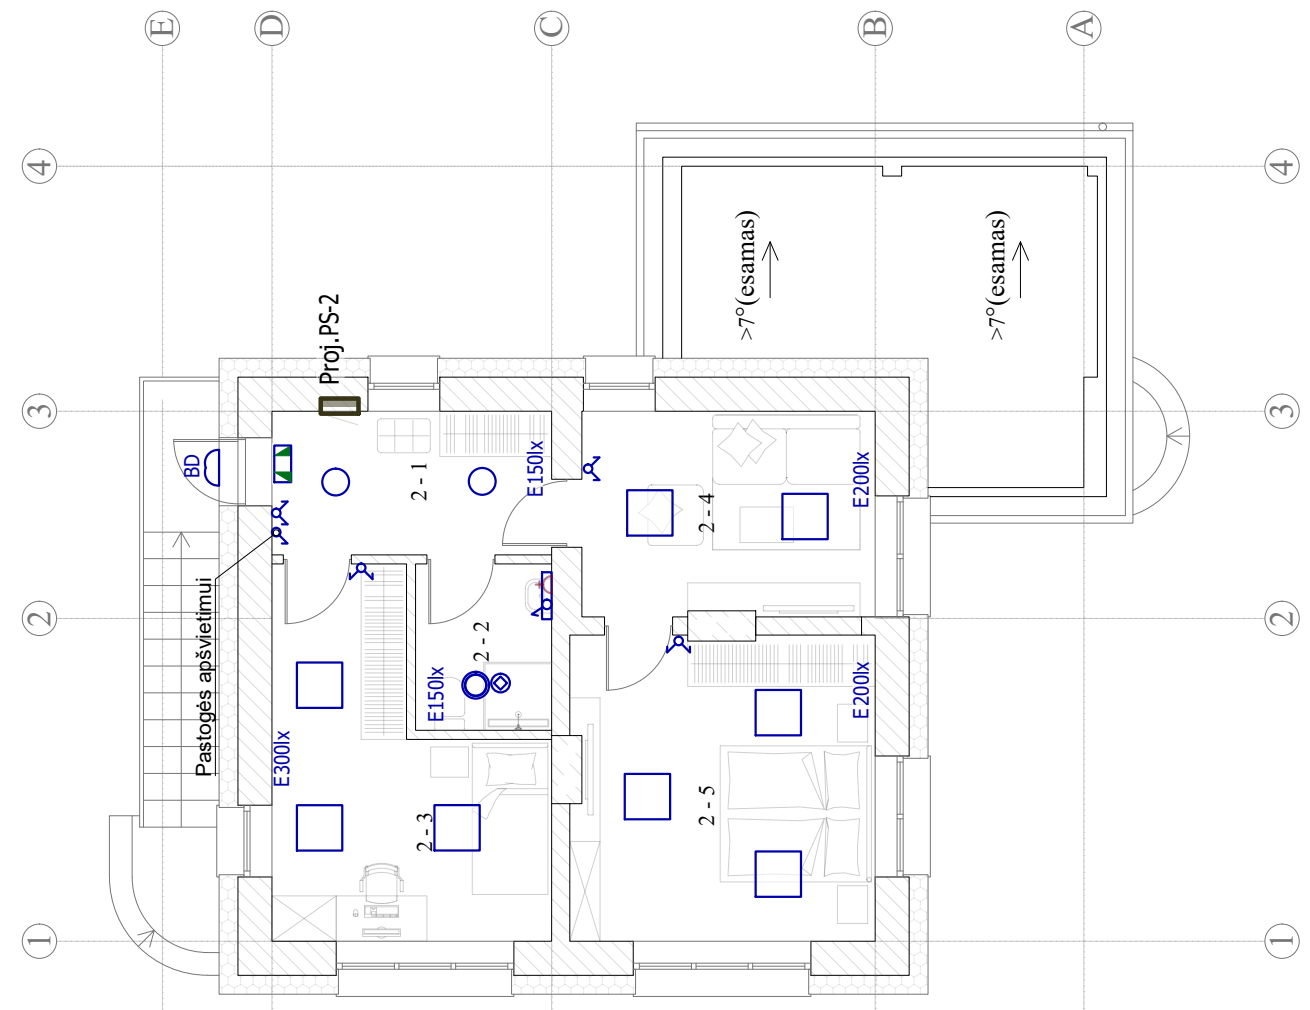 E
D
C
B
A
4
4
>7°(esamas)
>7°(esamas)
Proj.PS-2
3
3
BD
2 - 1
E150lx
2 - 4
E200lx
2
2
Pastogės apšvietimui
2 - 2
E150lx
E200lx
E300lx
2 - 3
2 - 5
1
1